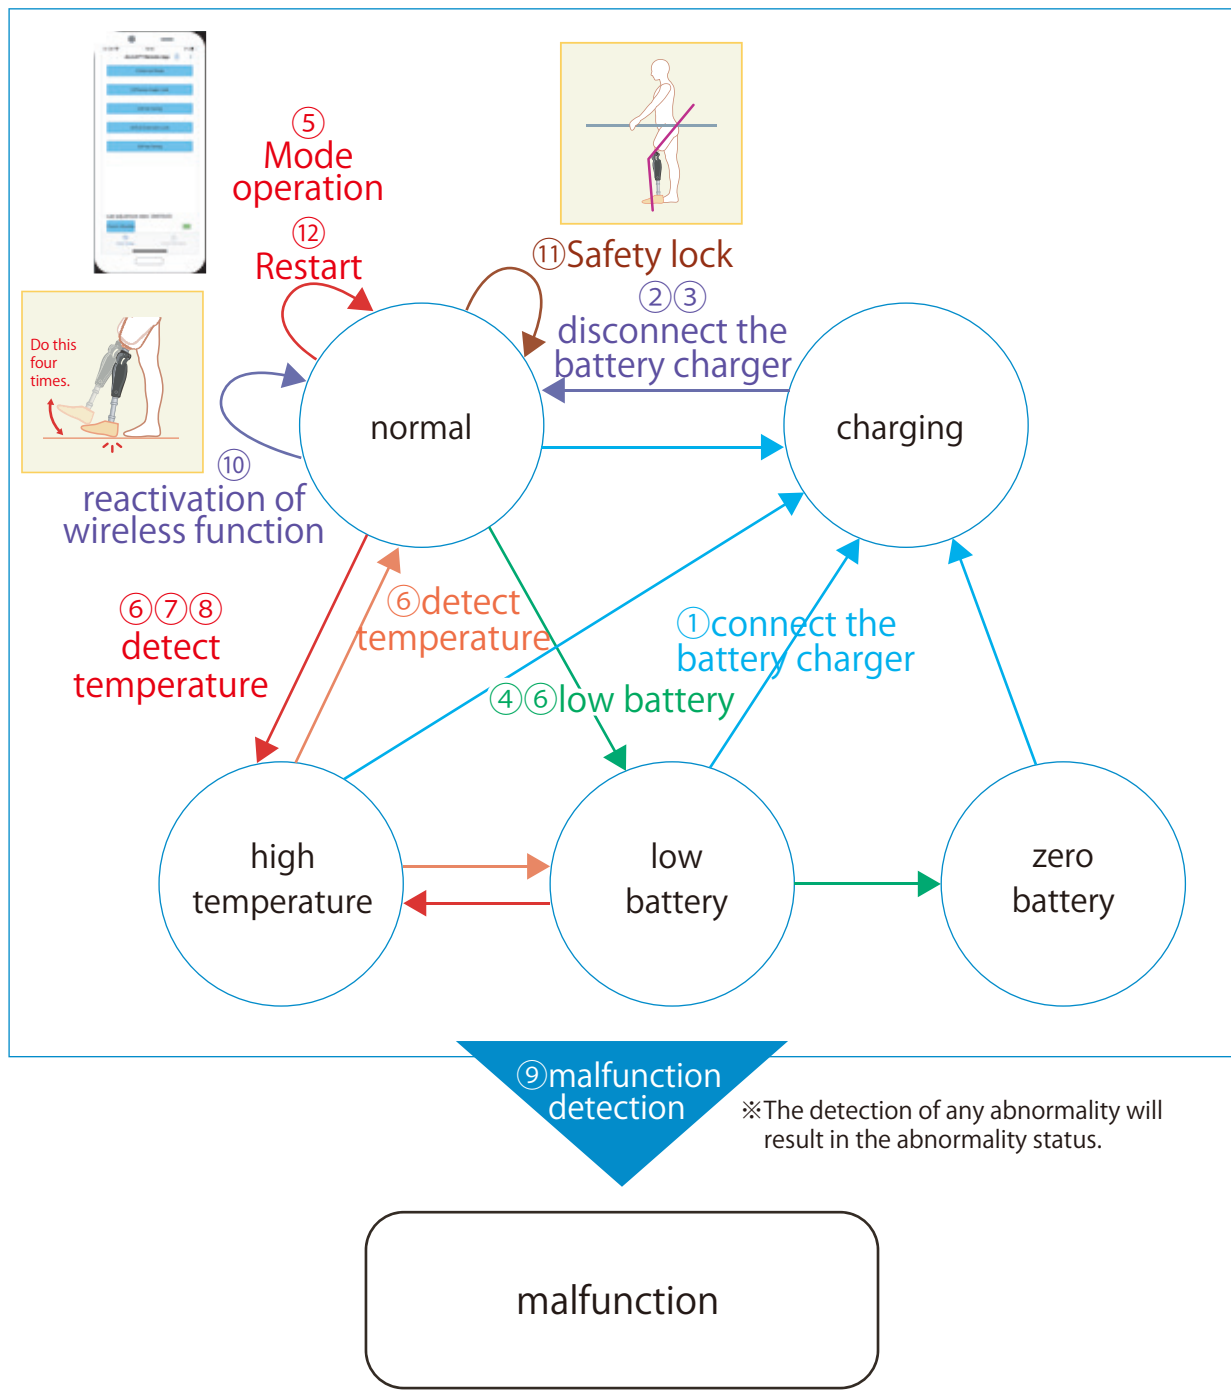 ⑤
Mode
operation
⑫
Restart
⑪Safety lock
②③
disconnect the
battery charger
Do this
four
times.
normal
charging
⑩
reactivation of
wireless function
⑥⑦⑧
detect
temperature
⑥detect
temperature
①connect the
battery charger
④⑥low battery
high
temperature
low
battery
zero
battery
⑨malfunction
detection
※The detection of any abnormality will
result in the abnormality status.
malfunction